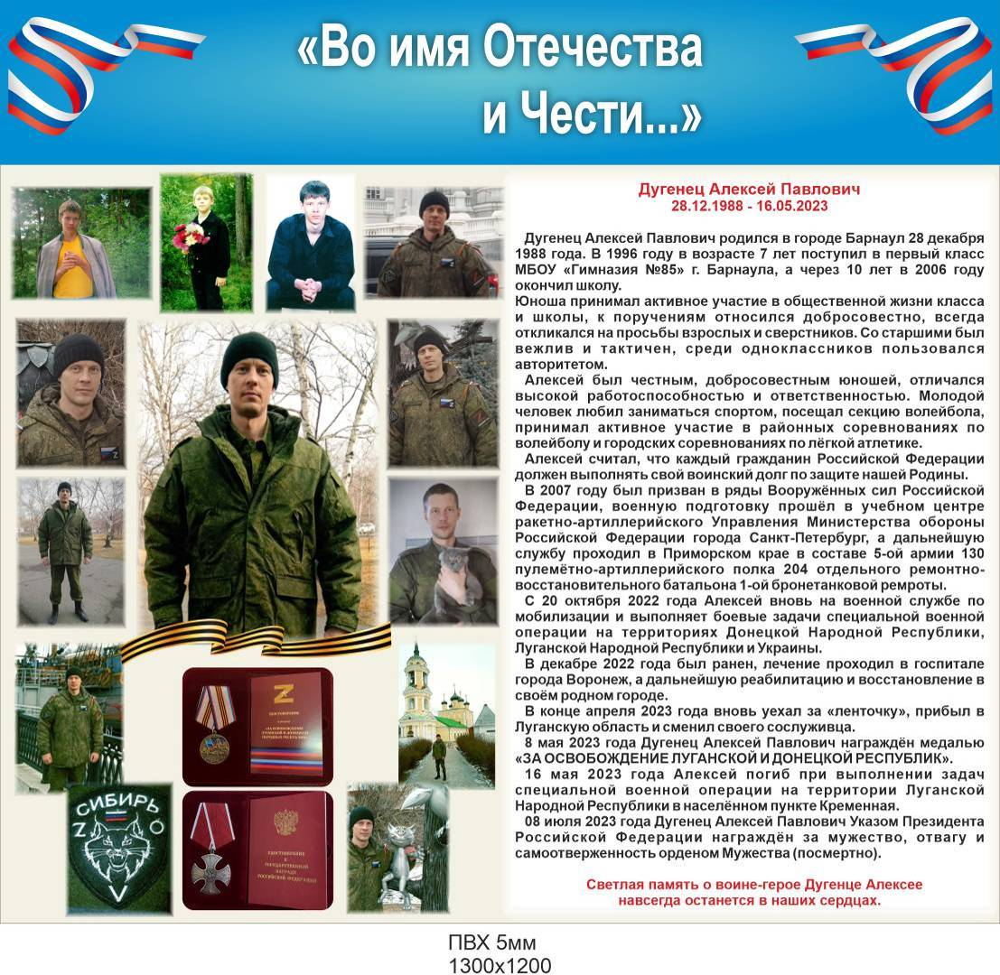 «Во имя Отечества
и Чести...»
Дугенец Алексей Павлович
28.12.1988 - 16.05.2023
Дугенец Алексей Павлович родился в городе Барнаул 28 декабря
1988 года. В 1996 году в возрасте 7 лет поступил в первый класс
МБОУ «Гимназия №85» г. Барнаула, а через 10 лет в 2006 году
окончил школу.
Юноша принимал активное участие в общественной жизни класса
и школы, к поручениям относился добросовестно, всегда
откликался на просьбы взрослых и сверстников. Со старшими был
вежлив и тактичен, среди одноклассников пользовался
авторитетом.
Алексей был честным, добросовестным юношей, отличался
высокой работоспособностью и ответственностью. Молодой
человек любил заниматься спортом, посещал секцию волейбола,
принимал активное участие в районных соревнованиях по
волейболу и городских соревнованиях по лёгкой атлетике.
Алексей считал, что каждый гражданин Российской Федерации
должен выполнять свой воинский долг по защите нашей Родины.
В 2007 году был призван в ряды Вооружённых сил Российской
Федерации, военную подготовку прошёл в учебном центре
ракетно-артиллерийского Управления Министерства обороны
Российской Федерации города Санкт-Петербург, а дальнейшую
службу проходил в Приморском крае в составе 5-ой армии 130
пулемётно-артиллерийского полка 204 отдельного ремонтно-
восстановительного батальона 1-ой бронетанковой ремроты.
С 20 октября 2022 года Алексей вновь на военной службе по
мобилизации и выполняет боевые задачи специальной военной
операции на территориях Донецкой Народной Республики,
Луганской Народной Республики и Украины.
В декабре 2022 года был ранен, лечение проходил в госпитале
города Воронеж, а дальнейшую реабилитацию и восстановление в
своём родном городе.
В конце апреля 2023 года вновь уехал за «ленточку», прибыл в
Луганскую область и сменил своего сослуживца.
8 мая 2023 года Дугенец Алексей Павлович награждён медалью
«ЗА ОСВОБОЖДЕНИЕ ЛУГАНСКОЙ И ДОНЕЦКОЙ РЕСПУБЛИК».
16 мая 2023 года Алексей погиб при выполнении задач
специальной военной операции на территории Луганской
Народной Республики в населённом пункте Кременная.
08 июля 2023 года Дугенец Алексей Павлович Указом Президента
Российской Федерации награждён за мужество, отвагу и
самоотверженность орденом Мужества (посмертно).
Светлая память о воине-герое Дугенце Алексее
навсегда останется в наших сердцах.
Z
УДОСТОВЕРЕНИЕ
СИБИРЬ
Z O
V
УДОСТОВЕРЕНИЕ
К
ГОСУДАРСТВЕННОЙ
НАГРАДЕ
РОССИЙСКОЙ ФЕДЕРАЦИИ
ПВХ 5мм
1300х1200